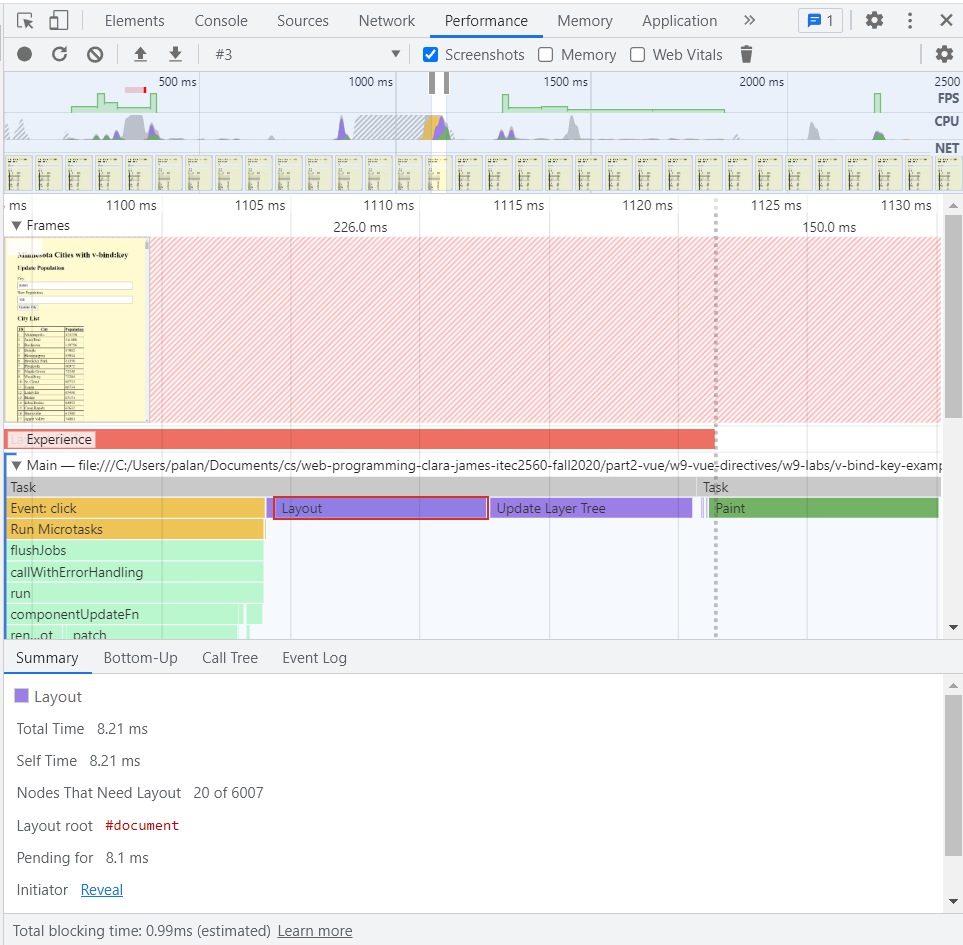 Elements Console Sources Network Performance Memory Application » 1
#3 Screenshots Memory Web Vitals
500 ms 1000 ms 1500 ms 2000 ms 2500
FPS
CPU
NET
ms 1100 ms 1105 ms 1110 ms 1115 ms 1120 ms 1125 ms 1130 ms
Frames 226.0 ms 150.0 ms
Minnesota Cities with v-bind:key
Update Population
City
New Population
City List
ID City Population
Experience
Main — file:///C:/Users/palan/Documents/cs/web-programming-clara-james-itec2560-fall2020/part2-vue/w9-vue-directives/w9-labs/v-bind-key-examp
Task Task
Event: click Layout Update Layer Tree Paint
Run Microtasks
flushJobs
callWithErrorHandling
run
componentUpdateFn
ren...ot patch
Summary Bottom-Up Call Tree Event Log
Layout
Total Time 8.21 ms
Self Time 8.21 ms
Nodes That Need Layout 20 of 6007
Layout root #document
Pending for 8.1 ms
Initiator Reveal
Total blocking time: 0.99ms (estimated) Learn more